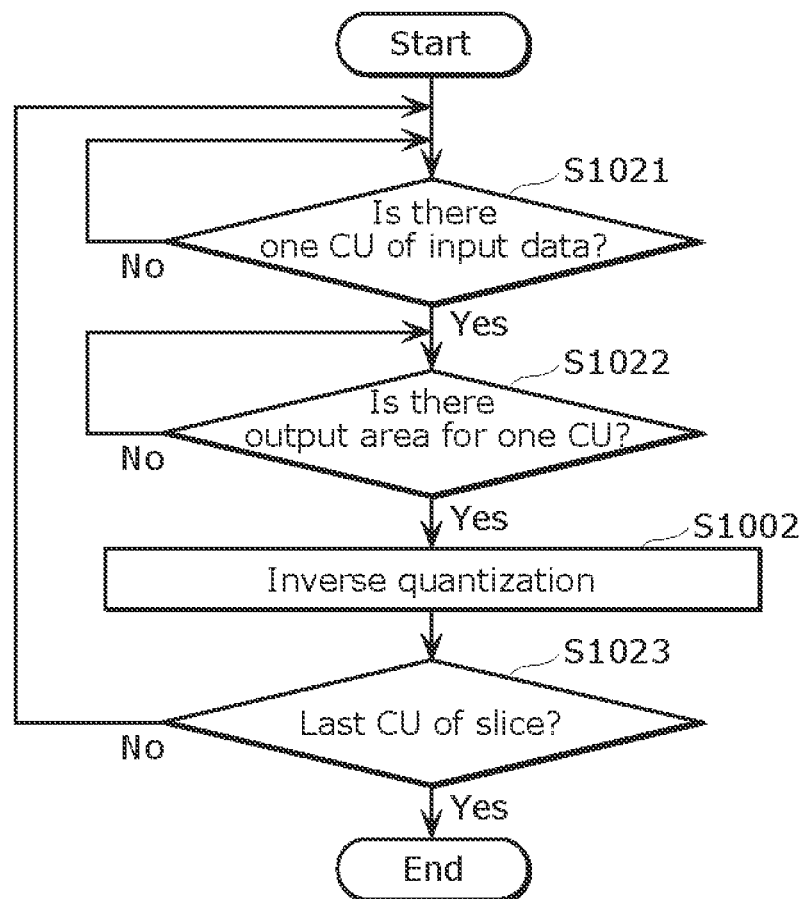 Start
S1021
Is there
one CU of input data?
No
Yes
S1022
Is there
output area for one CU?
No
Yes
S1002
Inverse quantization
S1023
Last CU of slice?
No
Yes
End